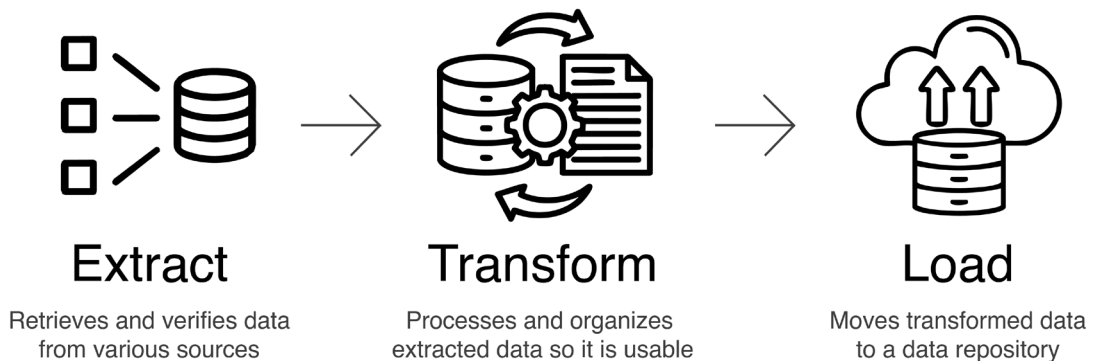 Extract
Retrieves and verifies data
from various sources
Transform
Processes and organizes
extracted data so it is usable
Load
Moves transformed data
to a data repository